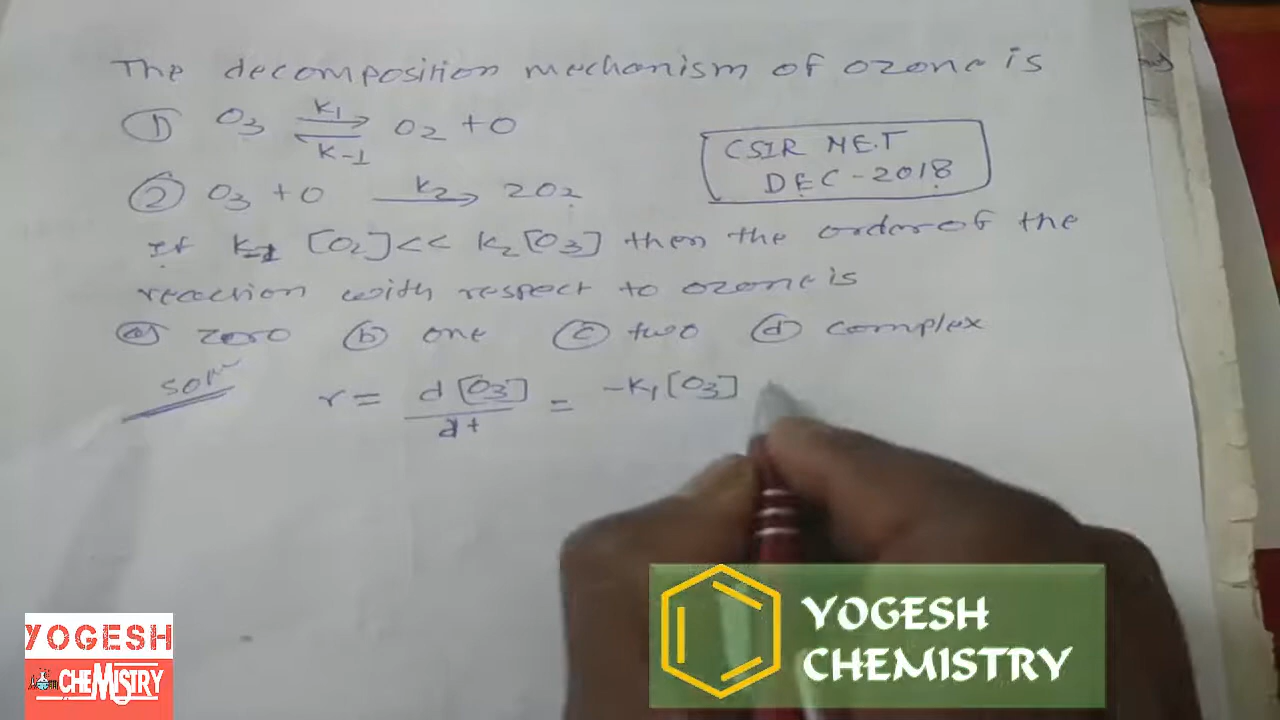 The decomposition mechanism of ozone is
① O₃ ⇌ O₂ + O
K₁
K₋₁
CSIR NET
DEC-2018
② O₃ + O → 2O₂
K₂
If K₋₁ [O₂] << K₂ [O₃] then the order of the
reaction with respect to ozone is
ⓐ zero ⓑ one ⓒ two ⓓ complex
Solⁿ
r = d[O₃]/dt = -K₁[O₃]
YOGESH
CHEMISTRY
YOGESH
CHEMISTRY